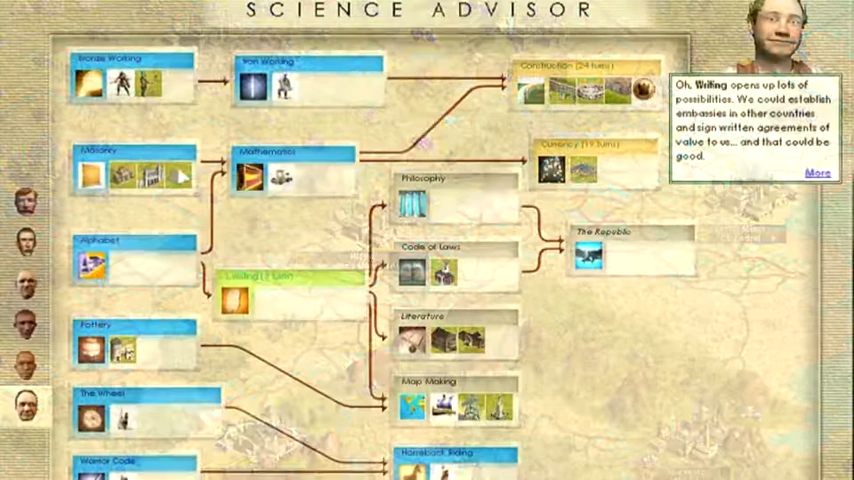 SCIENCE ADVISOR
Bronze Working
Iron Working
Construction (24 turns)
Oh, Writing opens up lots of
possibilities. We could establish
embassies in other countries
and sign written agreements of
value to us... and that could be
good.
More
Masonry
Mathematics
Currency (19 turns)
Philosophy
Alphabet
Code of Laws
The Republic
Literature
Pottery
Map Making
The Wheel
Warrior Code
Horseback Riding